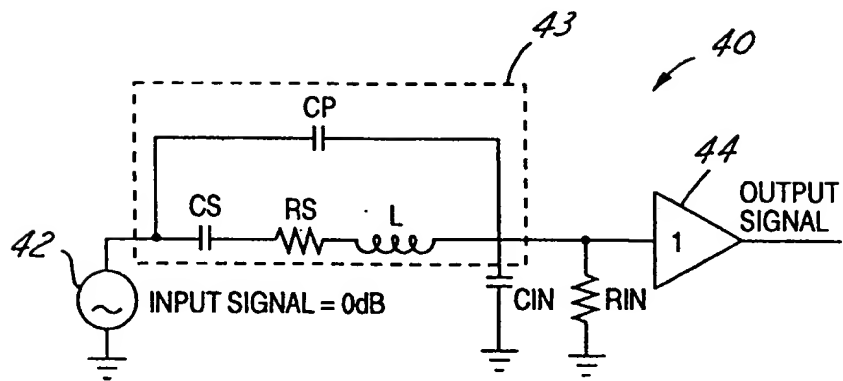 43
40
CP
44
CS
RS
L
OUTPUT
SIGNAL
42
1
INPUT SIGNAL = 0dB
CIN
RIN